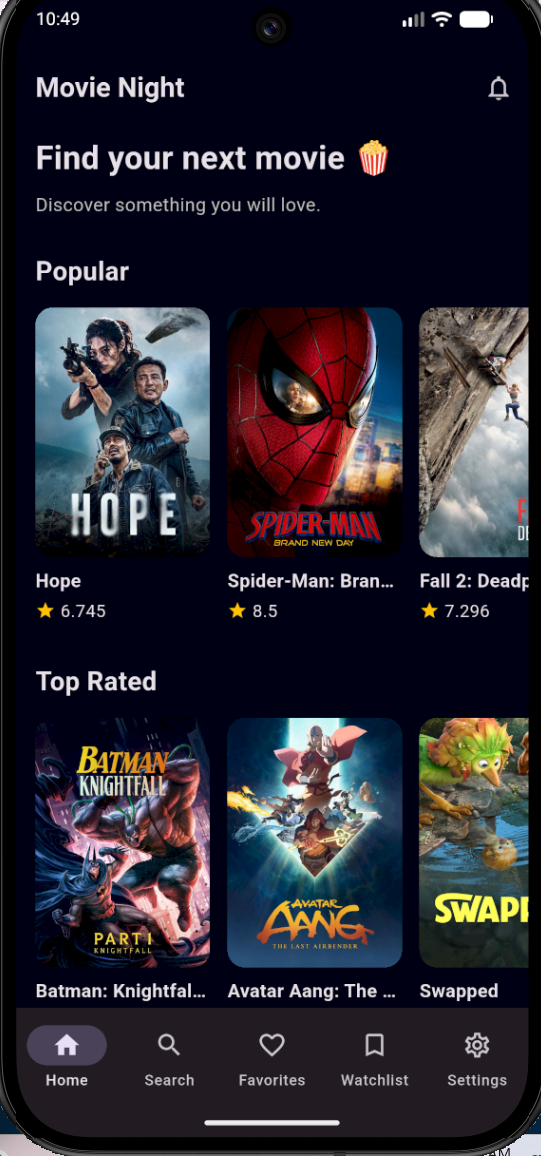 10:49
Movie Night
Find your next movie 🍿
Discover something you will love.
Popular
HOPE
SPIDER-MAN
BRAND NEW DAY
Hope
Spider-Man: Bran...
Fall 2: Deadp
6.745
8.5
7.296
Top Rated
BATMAN
KNIGHTFALL
PART I
KNIGHTFALL
AVATAR
AANG
THE LAST AIRBENDER
SWAPP
Batman: Knightfal...
Avatar Aang: The ...
Swapped
Home
Search
Favorites
Watchlist
Settings
AM